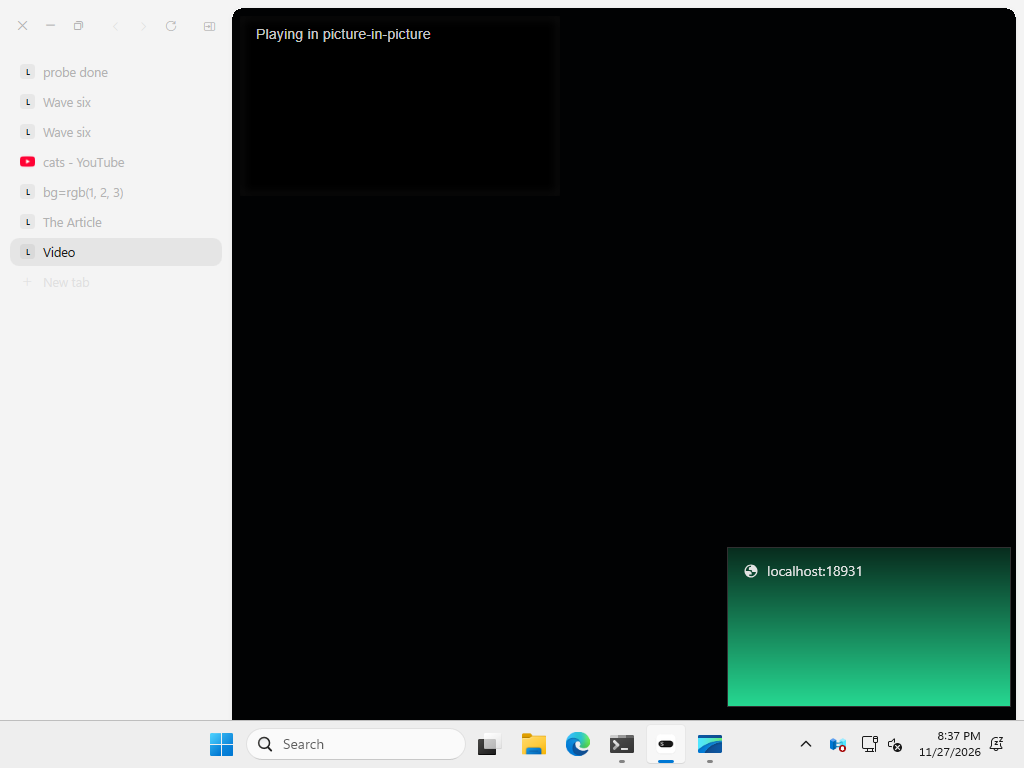 Playing in picture-in-picture
probe done
Wave six
Wave six
cats - YouTube
bg=rgb(1, 2, 3)
The Article
Video
New tab
localhost:18931
Search
8:37 PM
11/27/2026